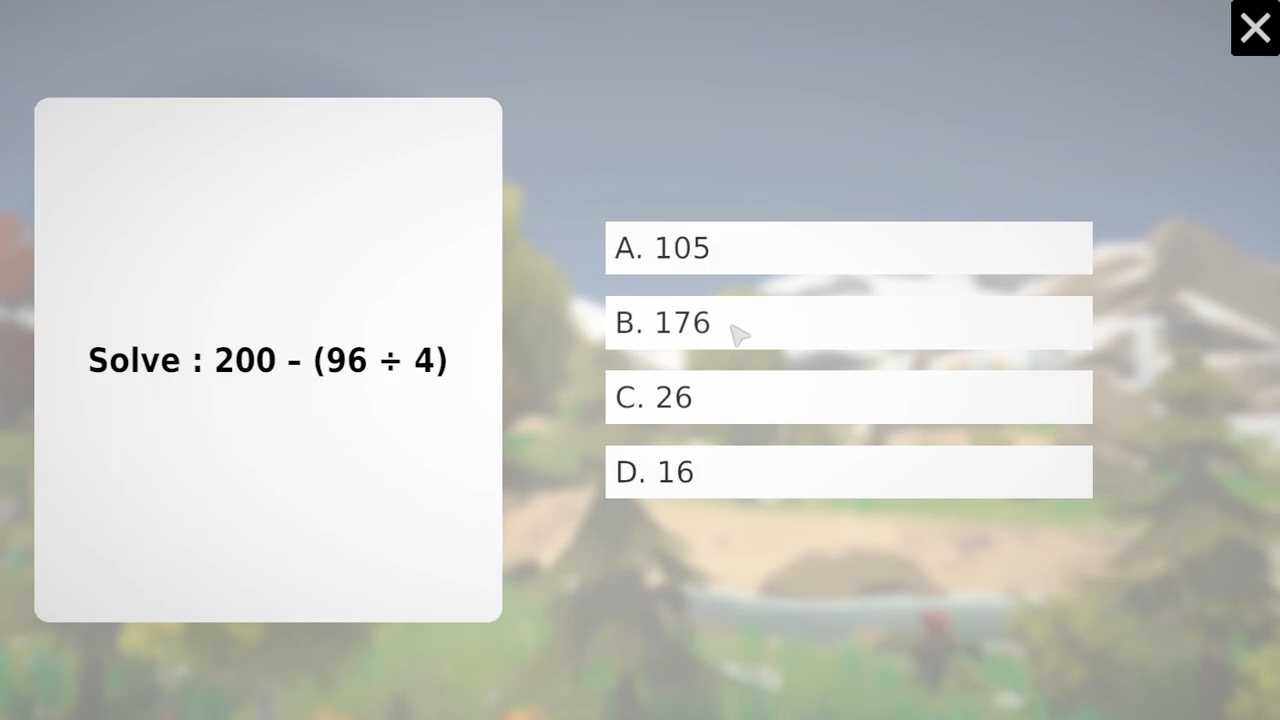 Solve : 200 – (96 ÷ 4)
A. 105
B. 176
C. 26
D. 16